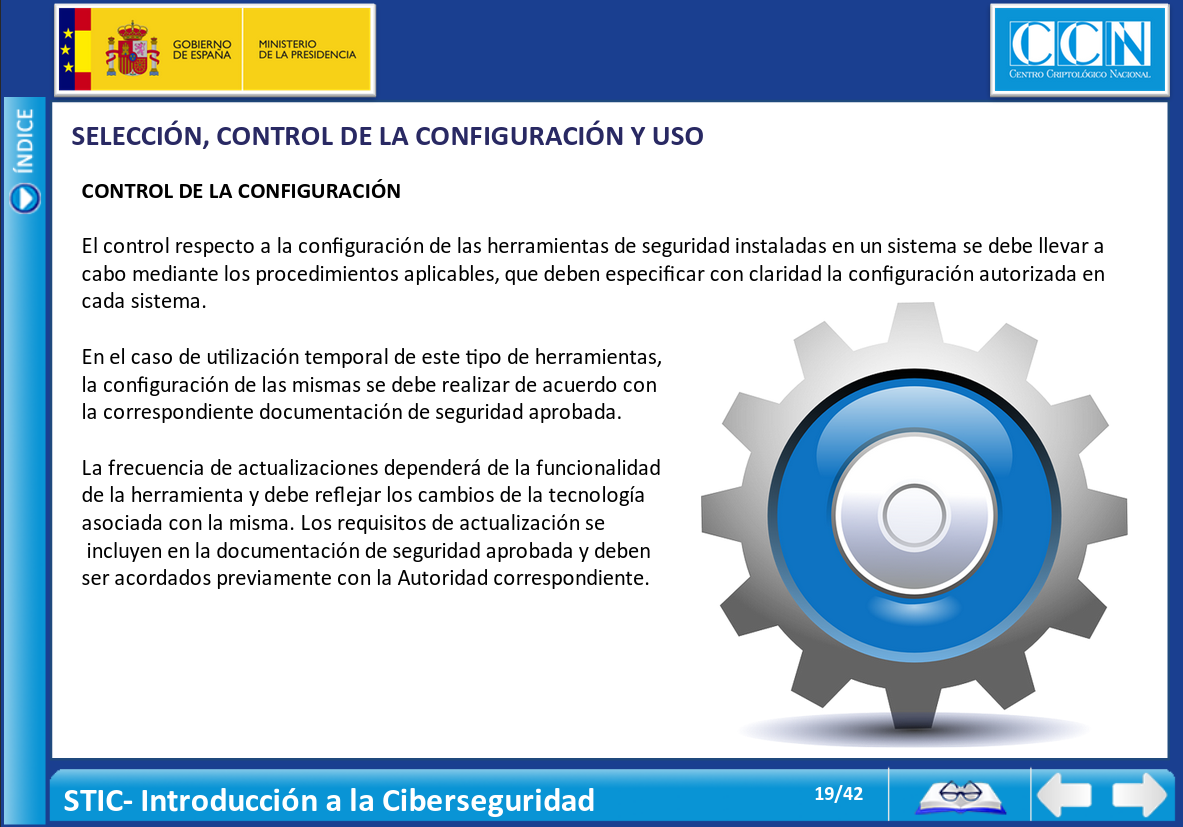 GOBIERNO
DE ESPAÑA
MINISTERIO
DE LA PRESIDENCIA
CCN
CENTRO CRIPTOLÓGICO NACIONAL
ÍNDICE
SELECCIÓN, CONTROL DE LA CONFIGURACIÓN Y USO
CONTROL DE LA CONFIGURACIÓN
El control respecto a la configuración de las herramientas de seguridad instaladas en un sistema se debe llevar a
cabo mediante los procedimientos aplicables, que deben especificar con claridad la configuración autorizada en
cada sistema.
En el caso de utilización temporal de este tipo de herramientas,
la configuración de las mismas se debe realizar de acuerdo con
la correspondiente documentación de seguridad aprobada.
La frecuencia de actualizaciones dependerá de la funcionalidad
de la herramienta y debe reflejar los cambios de la tecnología
asociada con la misma. Los requisitos de actualización se
incluyen en la documentación de seguridad aprobada y deben
ser acordados previamente con la Autoridad correspondiente.
STIC- Introducción a la Ciberseguridad
19/42